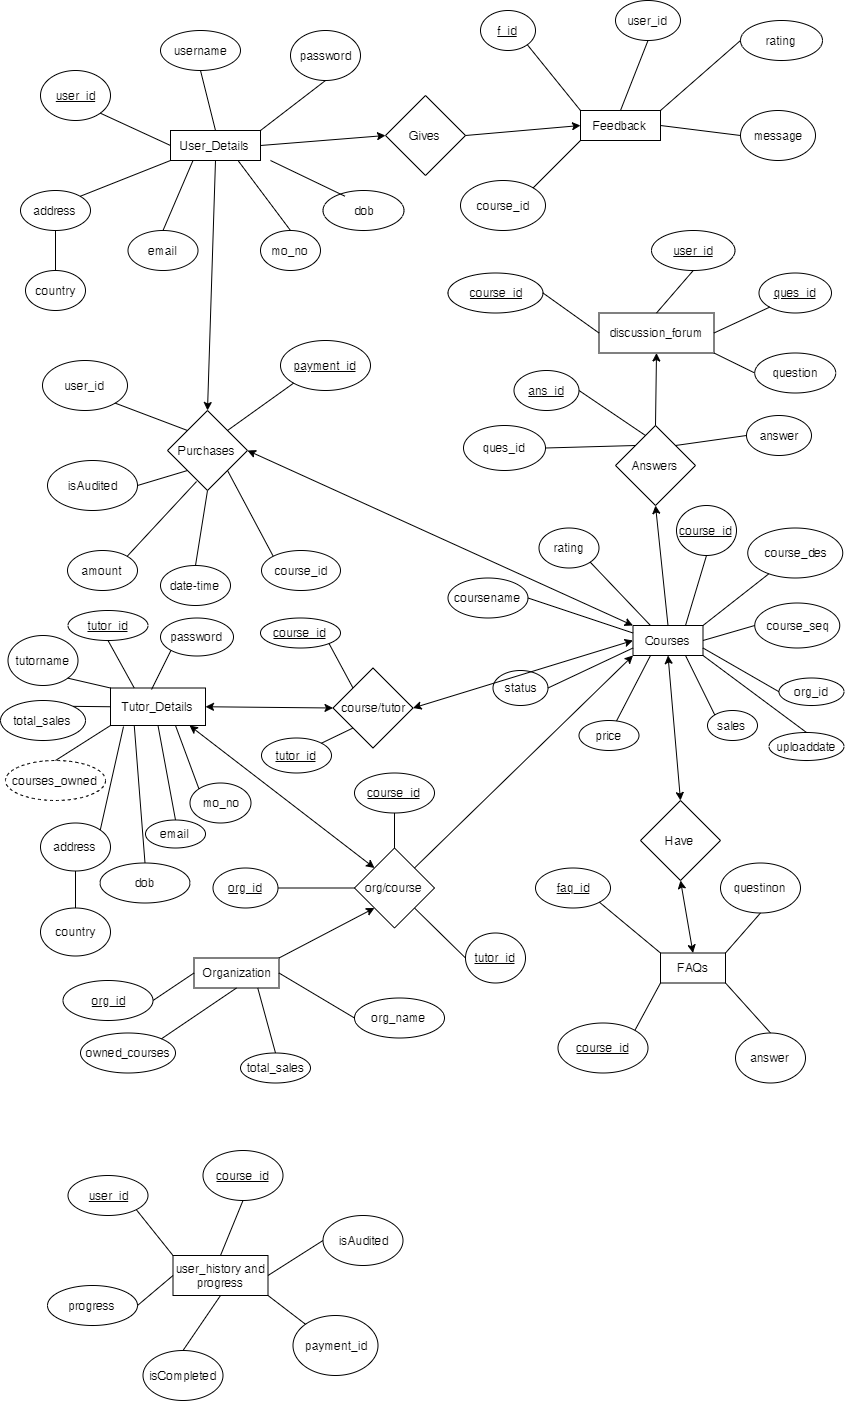 f_id
user_id
rating
username
password
user_id
Gives
Feedback
User_Details
message
address
dob
course_id
email
mo_no
country
user_id
course_id
ques_id
discussion_forum
payment_id
user_id
question
ans_id
ques_id
answer
Purchases
Answers
isAudited
amount
date-time
course_id
rating
course_id
course_des
coursename
tutor_id
password
course_id
Courses
course_seq
tutorname
status
org_id
total_sales
Tutor_Details
course/tutor
price
sales
uploaddate
tutor_id
courses_owned
mo_no
course_id
email
address
Have
dob
org_id
org/course
faq_id
questinon
country
tutor_id
Organization
FAQs
org_id
org_name
owned_courses
total_sales
course_id
answer
course_id
user_id
isAudited
user_history and
progress
progress
payment_id
isCompleted